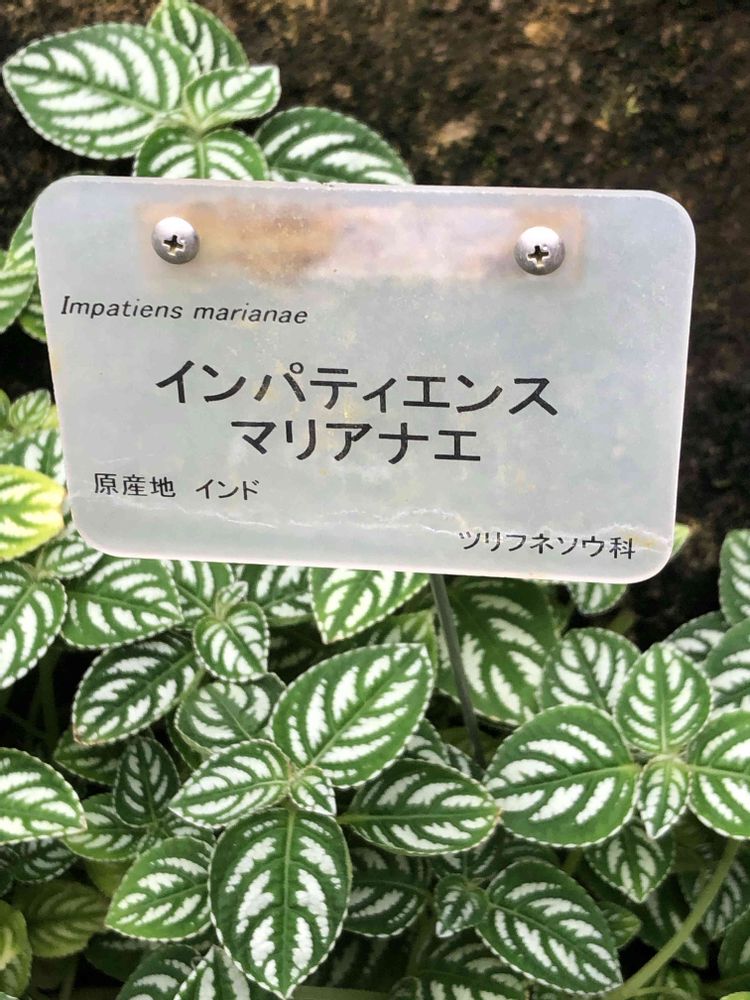 Impatiens marianae
インパティエンス
マリアナエ
原産地 インド
ツリフネソウ科